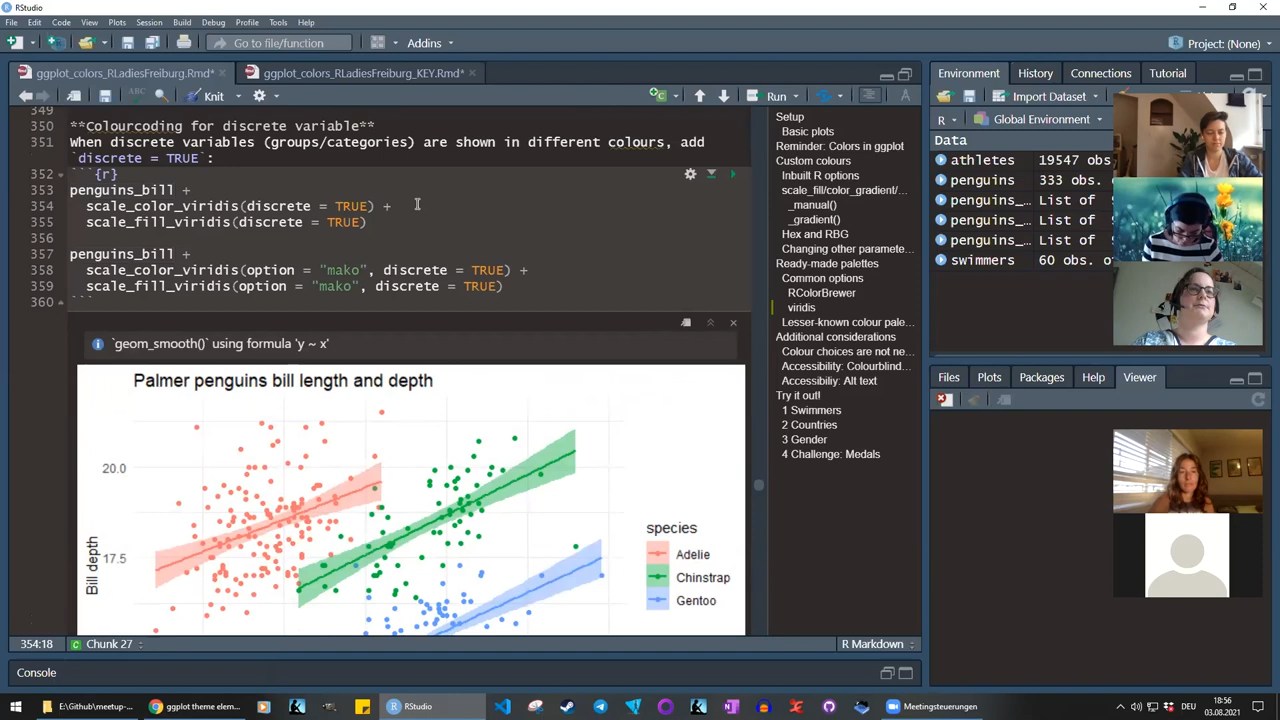 RStudio
File Edit Code View Plots Session Build Debug Profile Tools Help
Go to file/function
Addins
Project: (None)
ggplot_colors_RLadiesFreiburg.Rmd*
ggplot_colors_RLadiesFreiburg_KEY.Rmd*
Knit
Run
349
350 **Colourcoding for discrete variable**
351 When discrete variables (groups/categories) are shown in different colours, add
`discrete = TRUE`:
352 ```{r}
353 penguins_bill +
354 scale_color_viridis(discrete = TRUE) +
355 scale_fill_viridis(discrete = TRUE)
356
357 penguins_bill +
358 scale_color_viridis(option = "mako", discrete = TRUE) +
359 scale_fill_viridis(option = "mako", discrete = TRUE)
360 ```
`geom_smooth()` using formula 'y ~ x'
Palmer penguins bill length and depth
20.0
17.5
Bill depth
species
Adelie
Chinstrap
Gentoo
354:18
Chunk 27
R Markdown
Console
Setup
Basic plots
Reminder: Colors in ggplot
Custom colours
Inbuilt R options
scale_fill/color_gradient/...
_manual()
_gradient()
Hex and RBG
Changing other paramete...
Ready-made palettes
Common options
RColorBrewer
viridis
Lesser-known colour pale...
Additional considerations
Colour choices are not ne...
Accessibility: Colourblind...
Accessibility: Alt text
Try it out!
1 Swimmers
2 Countries
3 Gender
4 Challenge: Medals
Environment History Connections Tutorial
Import Dataset
R
Global Environment
Data
athletes 19547 obs.
penguins 333 obs.
penguins_... List of
penguins_... List of
penguins_... List of
swimmers 60 obs. o
Files Plots Packages Help Viewer
E:\Github\meetup-...
ggplot theme elem...
RStudio
Meetingsteuerungen
DEU
18:56
03.08.2021